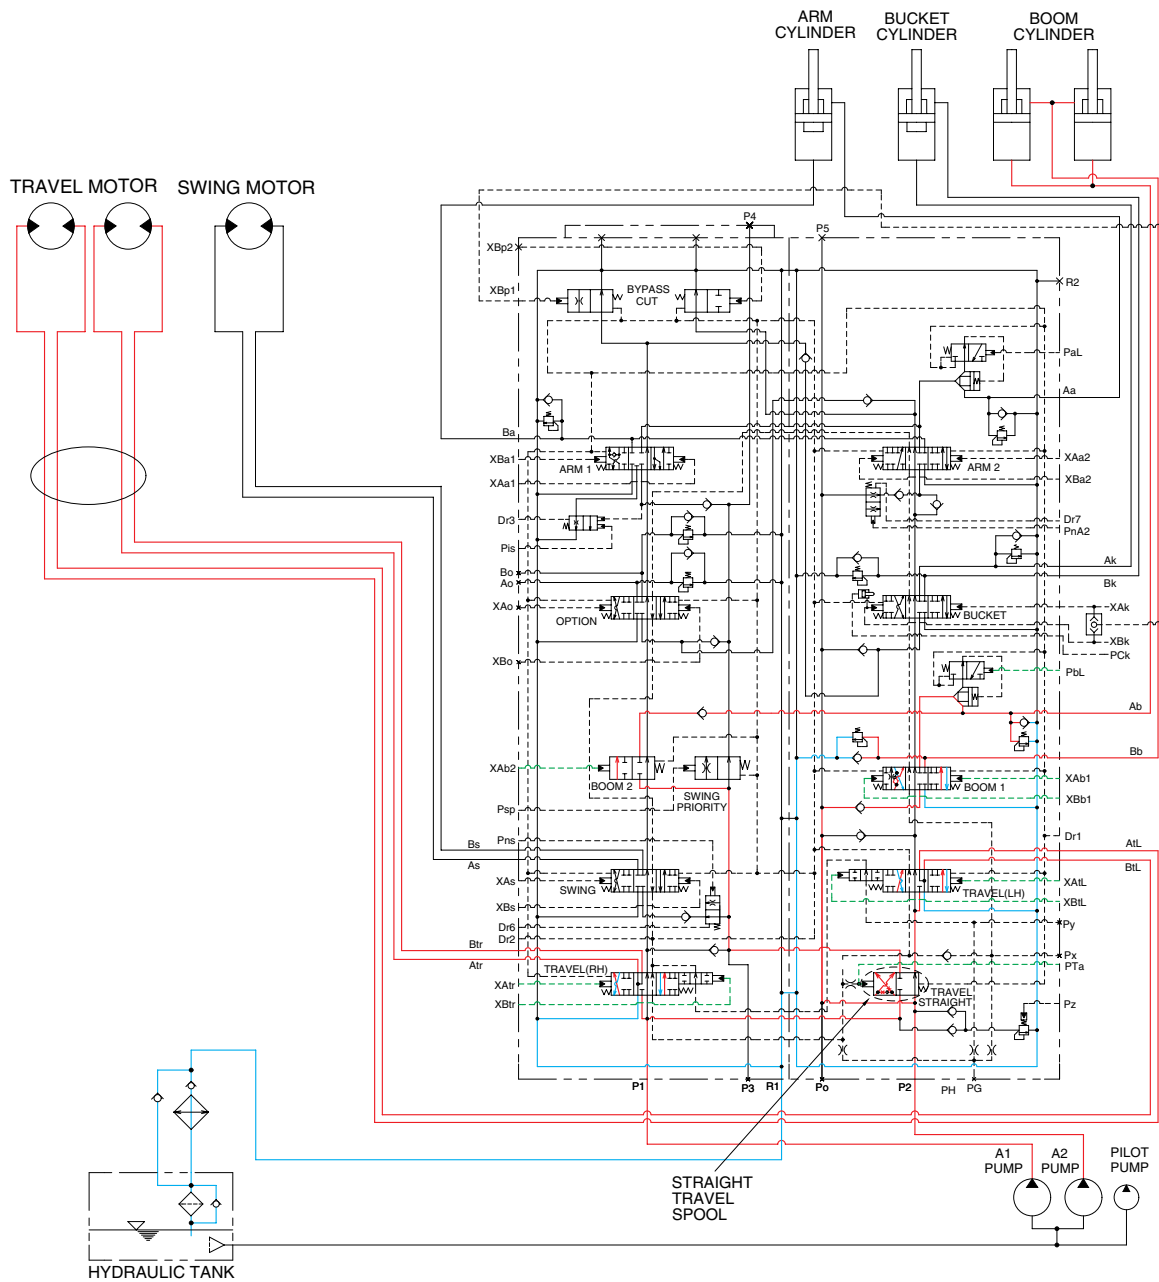 ARM
CYLINDER
BUCKET
CYLINDER
BOOM
CYLINDER
TRAVEL MOTOR
SWING MOTOR
P4
P5
XBp2
XBp1
BYPASS
CUT
R2
PaL
Aa
Ba
XBa1
ARM 1
XAa1
ARM 2
XAa2
XBa2
Dr3
Pis
Dr7
PnA2
Ak
Bk
Bo
Ao
XAo
OPTION
XBo
BUCKET
XAk
XBk
PCk
PbL
Ab
Bb
XAb2
BOOM 2
SWING
PRIORITY
Psp
BOOM 1
XAb1
XBb1
Pns
Dr1
Bs
As
AtL
BtL
XAs
SWING
XBs
TRAVEL(LH)
XAtL
XBtL
Dr6
Dr2
Py
Btr
Atr
Px
PTa
TRAVEL(RH)
XAtr
XBtr
TRAVEL
STRAIGHT
Pz
P1
P3
R1
Po
P2
PH
PG
STRAIGHT
TRAVEL
SPOOL
A1
PUMP
A2
PUMP
PILOT
PUMP
HYDRAULIC TANK